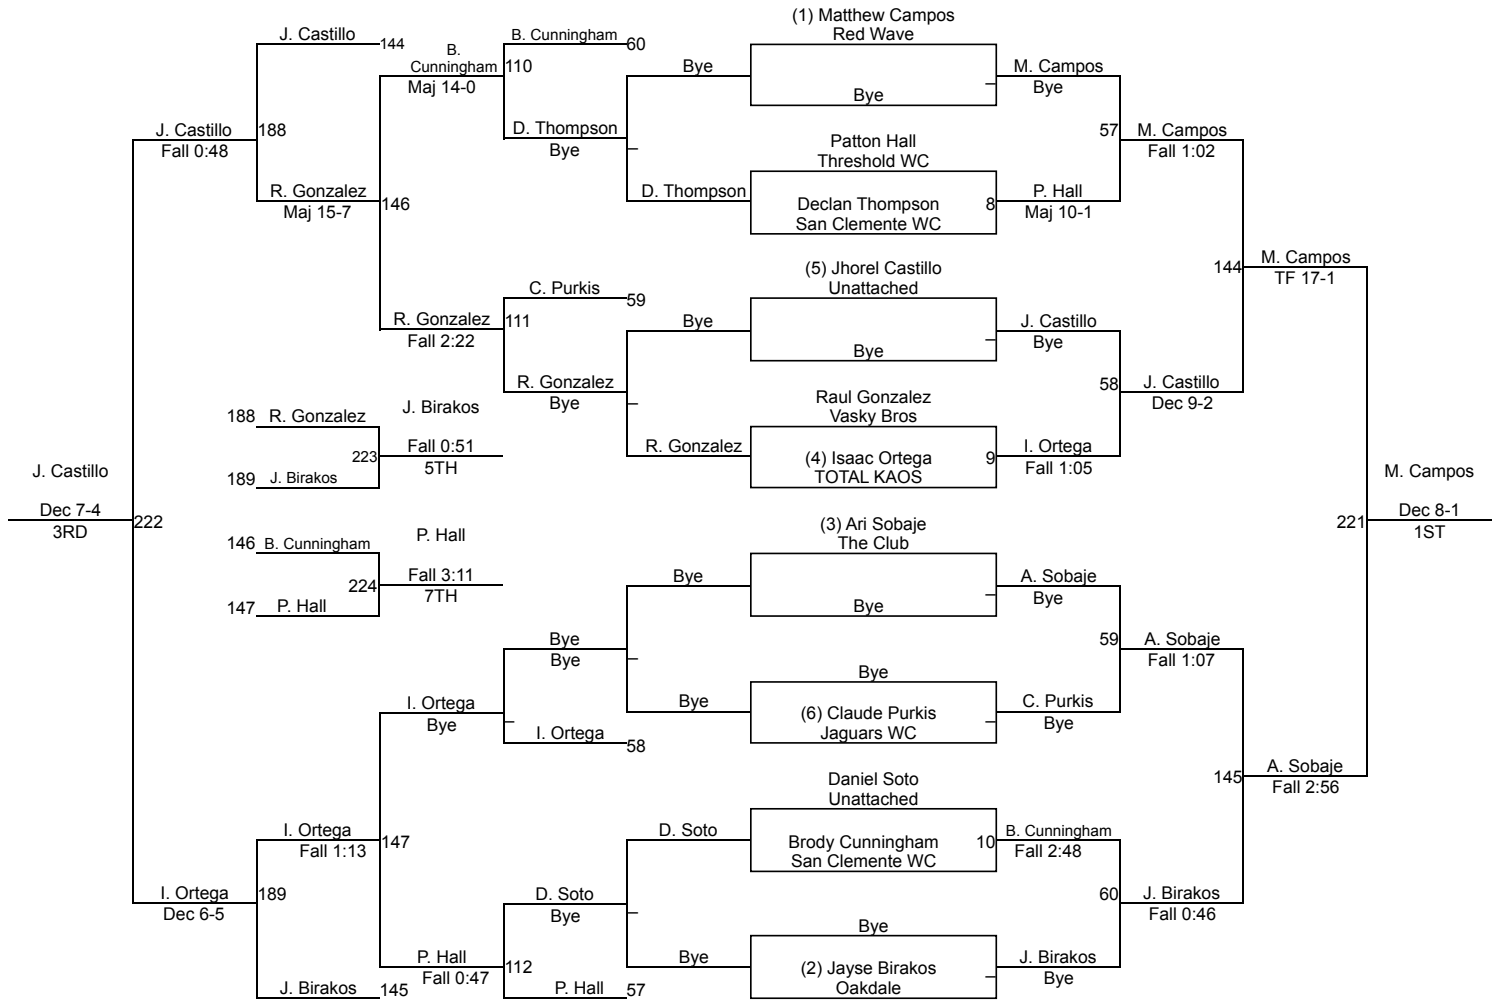 (1) Matthew Campos
Red Wave
Bye
Patton Hall
Threshold WC
Declan Thompson
San Clemente WC
8
(5) Jhorel Castillo
Unattached
Bye
Raul Gonzalez
Vasky Bros
(4) Isaac Ortega
TOTAL KAOS
9
(3) Ari Sobaje
The Club
Bye
Bye
(6) Claude Purkis
Jaguars WC
Daniel Soto
Unattached
Brody Cunningham
San Clemente WC
10
Bye
(2) Jayse Birakos
Oakdale
M. Campos
Bye
57
P. Hall
Maj 10-1
J. Castillo
Bye
58
I. Ortega
Fall 1:05
A. Sobaje
Bye
59
C. Purkis
Bye
B. Cunningham
Fall 2:48
60
J. Birakos
Bye
M. Campos
Fall 1:02
144
J. Castillo
Dec 9-2
A. Sobaje
Fall 1:07
145
J. Birakos
Fall 0:46
M. Campos
TF 17-1
221
A. Sobaje
Fall 2:56
M. Campos
Dec 8-1
1ST
Bye
D. Thompson
Bye
R. Gonzalez
Bye
Bye
D. Soto
Bye
B. Cunningham
60
110
D. Thompson
Bye
C. Purkis
59
111
R. Gonzalez
Bye
Bye
Bye
I. Ortega
58
D. Soto
Bye
112
P. Hall
57
B.
Cunningham
Maj 14-0
146
R. Gonzalez
Fall 2:22
I. Ortega
Bye
147
P. Hall
Fall 0:47
J. Castillo
144
188
R. Gonzalez
Maj 15-7
I. Ortega
Fall 1:13
189
J. Birakos
145
J. Castillo
Fall 0:48
222
I. Ortega
Dec 6-5
J. Castillo
Dec 7-4
3RD
188 R. Gonzalez
223
189 J. Birakos
J. Birakos
Fall 0:51
5TH
146 B. Cunningham
224
147 P. Hall
P. Hall
Fall 3:11
7TH